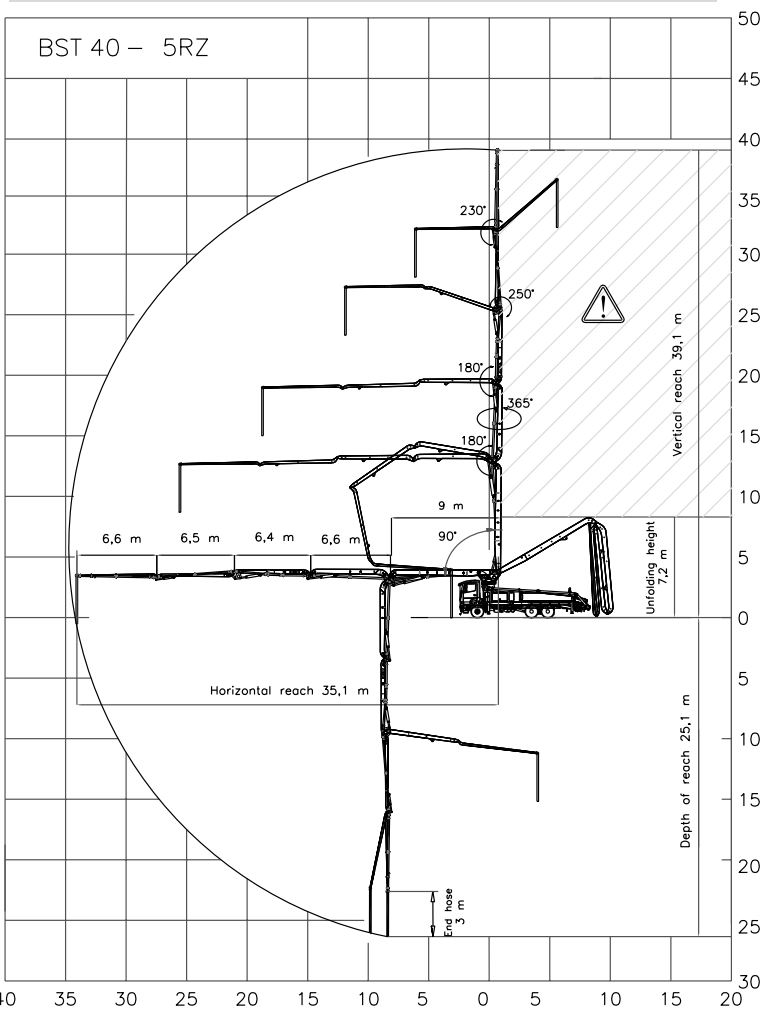 BST 40 – 5RZ
50
45
40
35
30
25
20
15
10
5
0
5
10
15
20
25
30
230°
250°
180°
365°
180°
90°
9 m
6,6 m
6,5 m
6,4 m
6,6 m
Vertical reach 39,1 m
Unfolding height
7,2 m
Horizontal reach 35,1 m
Depth of reach 25,1 m
End hose
3 m
40 35 30 25 20 15 10 5 0 5 10 15 20